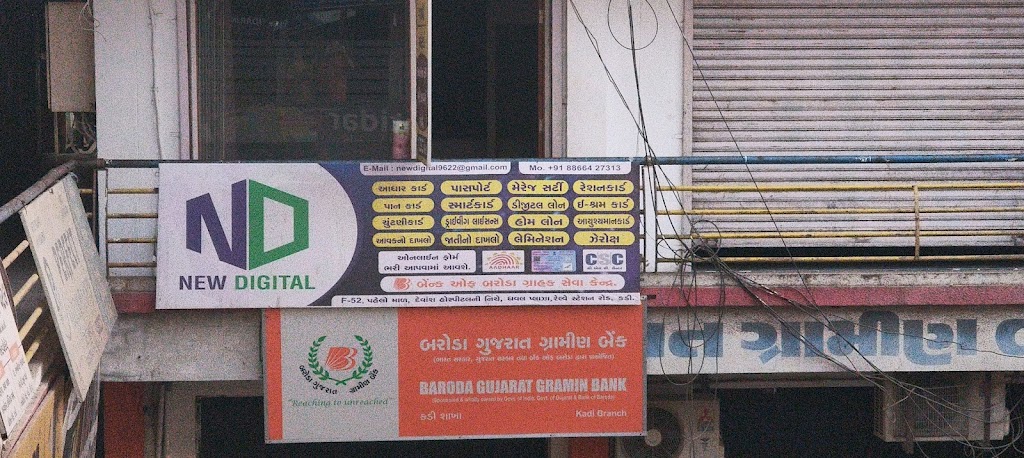 E-Mail : newdigital9622@gmail.com
Mo. +91 88664 27313
આધાર કાર્ડ પાસપોર્ટ મેરેજ સર્ટી રેશનકાર્ડ
પાન કાર્ડ સ્માર્ટકાર્ડ ડીજીટલ લોન ઈ-શ્રમ કાર્ડ
ચુંટણીકાર્ડ ડ્રાઈવીંગ લાઈસન્સ હોમ લોન આયુષ્યમાનકાર્ડ
આવકનો દાખલો જાતીનો દાખલો લેમિનેશન ઝેરોક્ષ
ND
NEW DIGITAL
ઓનલાઈન ફોર્મ
ભરી આપવામાં આવશે.
AADHAAR
CSC
બેન્ક ઓફ બરોડા ગ્રાહક સેવા કેન્દ્ર.
F-52, પહેલો માળ, દેવાંશ હોસ્પીટલની નિચે, ધવલ પ્લાઝા, રેલ્વે સ્ટેશન રોડ, કડી.
બરોડા ગુજરાત ગ્રામીણ બેંક
"Reaching to unreached"
બરોડા ગુજરાત ગ્રામીણ બેંક
BARODA GUJARAT GRAMIN BANK
કડી શાખા
Kadi Branch